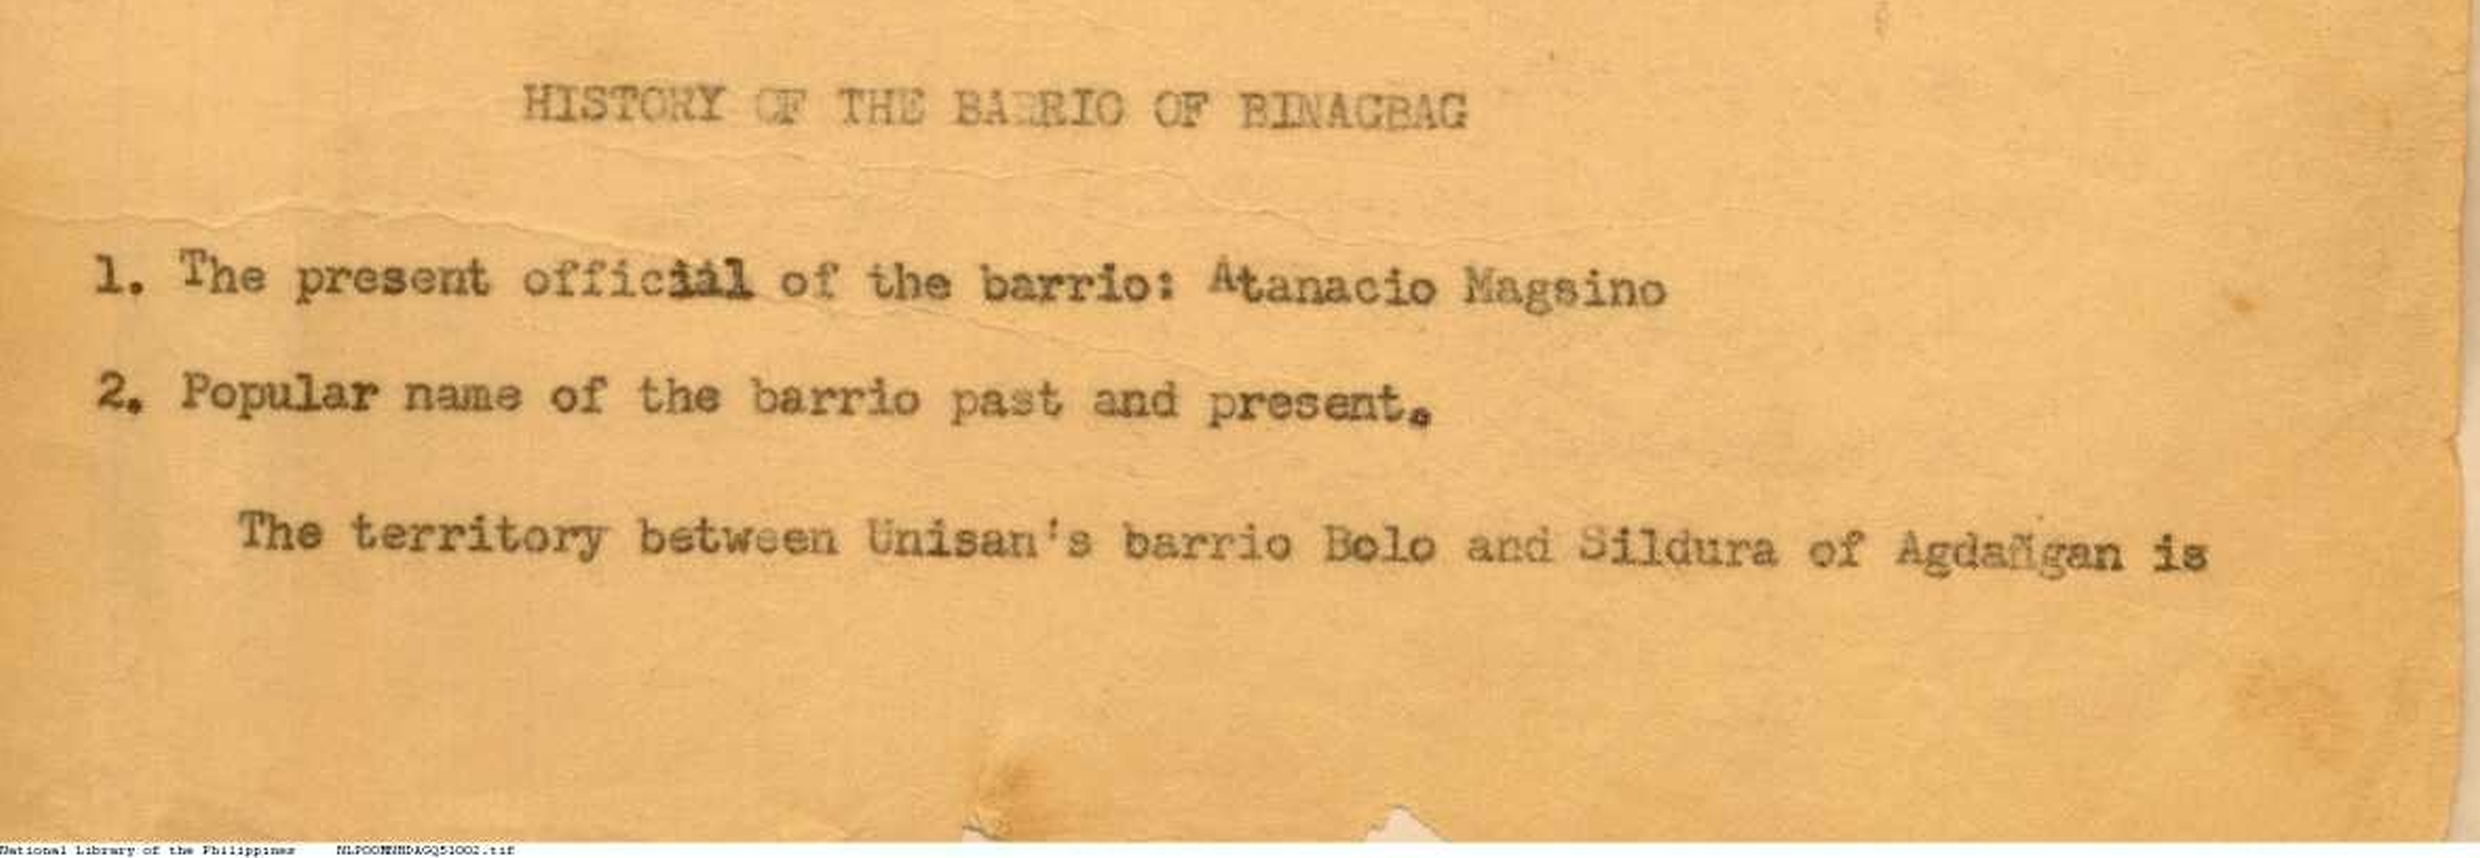 HISTORY OF THE BARRIO OF BINAGBAG
1. The present official of the barrio: Atanacio Magsino
2. Popular name of the barrio past and present.
The territory between Unisan's barrio Bolo and Sildura of Agdañgan is
National Library of the Philippines